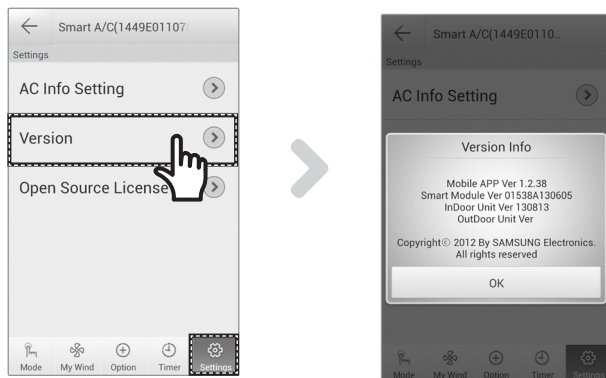 Smart A/C(1449E01107
Settings
AC Info Setting
Version
Open Source License
Mode My Wind Option Timer Settings
Smart A/C(1449E0110..
Settings
AC Info Setting
Version Info
Mobile APP Ver 1.2.38
Smart Module Ver 01538A130605
InDoor Unit Ver 130813
OutDoor Unit Ver
Copyright© 2012 By SAMSUNG Electronics.
All rights reserved
OK
Mode My Wind Option Timer Settings